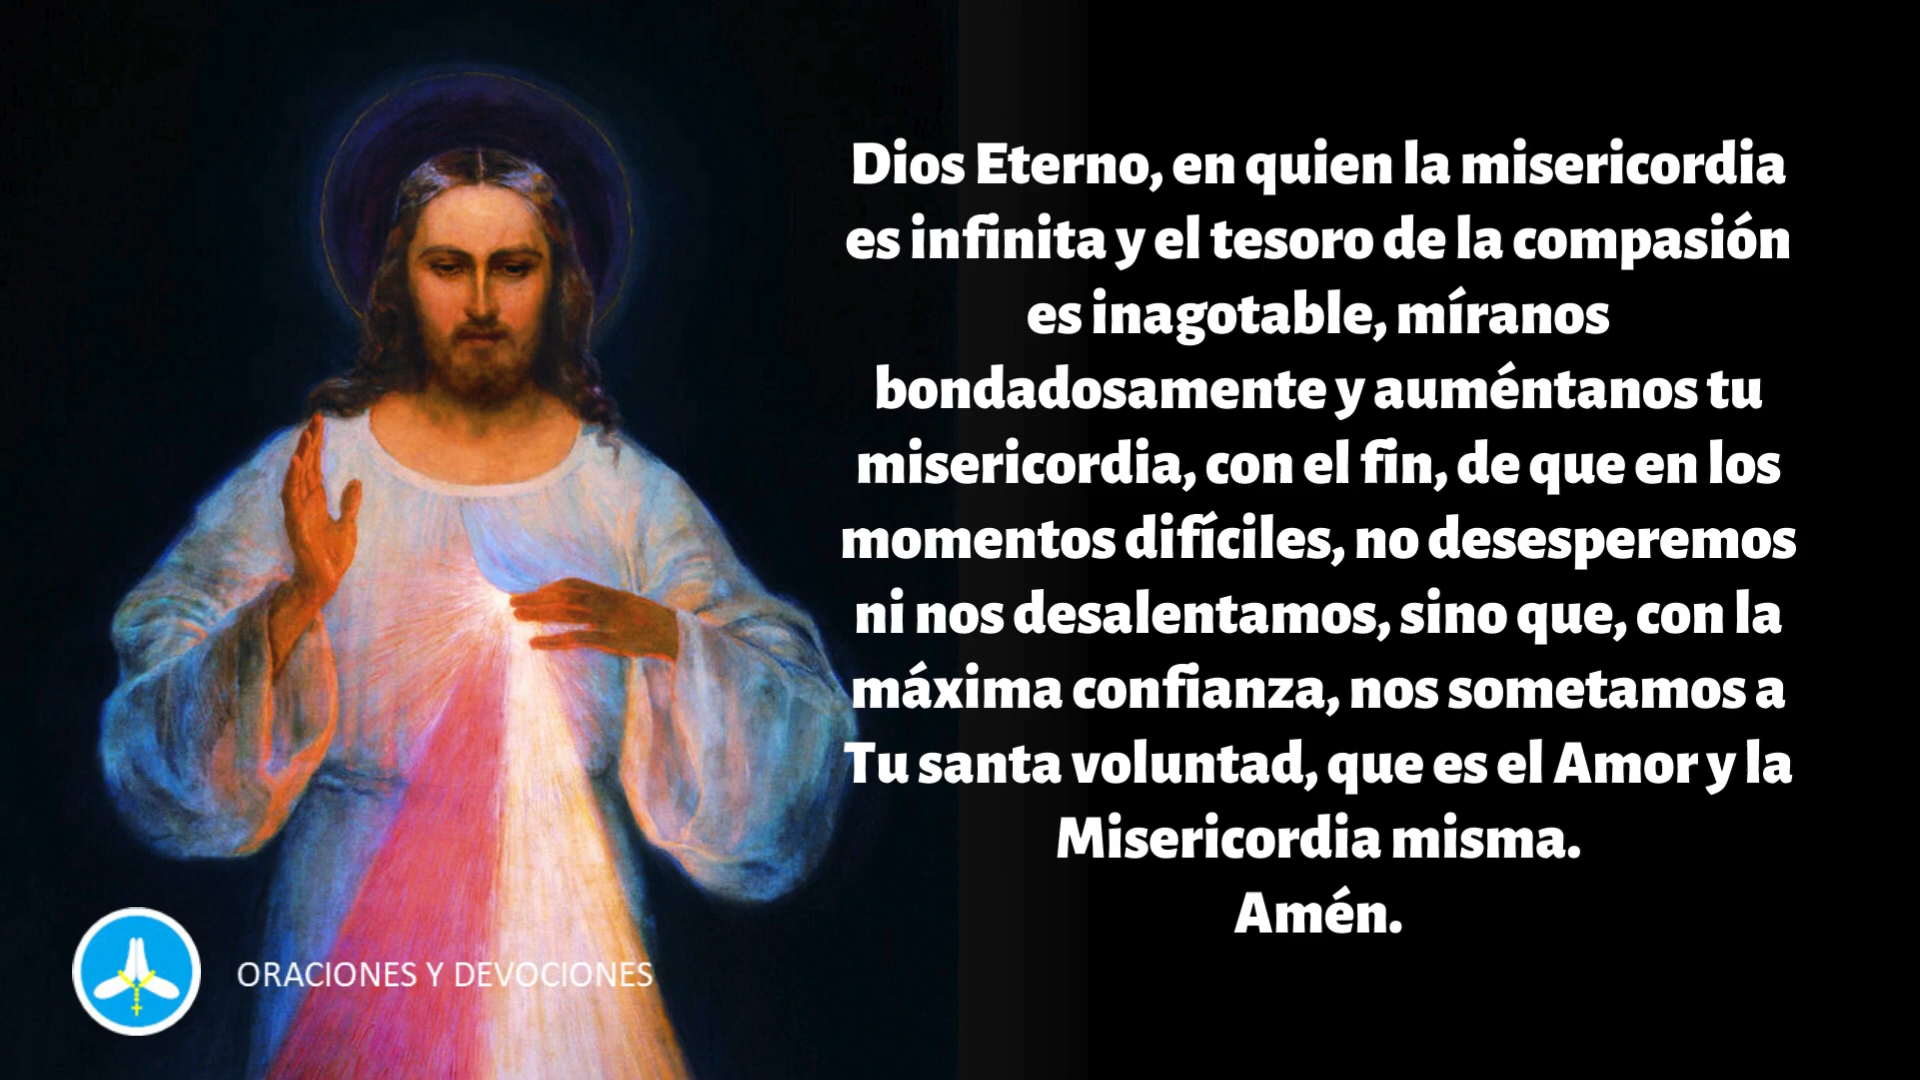 Dios Eterno, en quien la misericordia
es infinita y el tesoro de la compasión
es inagotable, míranos
bondadosamente y auméntanos tu
misericordia, con el fin, de que en los
momentos difíciles, no desesperemos
ni nos desalentamos, sino que, con la
máxima confianza, nos sometamos a
Tu santa voluntad, que es el Amor y la
Misericordia misma.
Amén.
ORACIONES Y DEVOCIONES